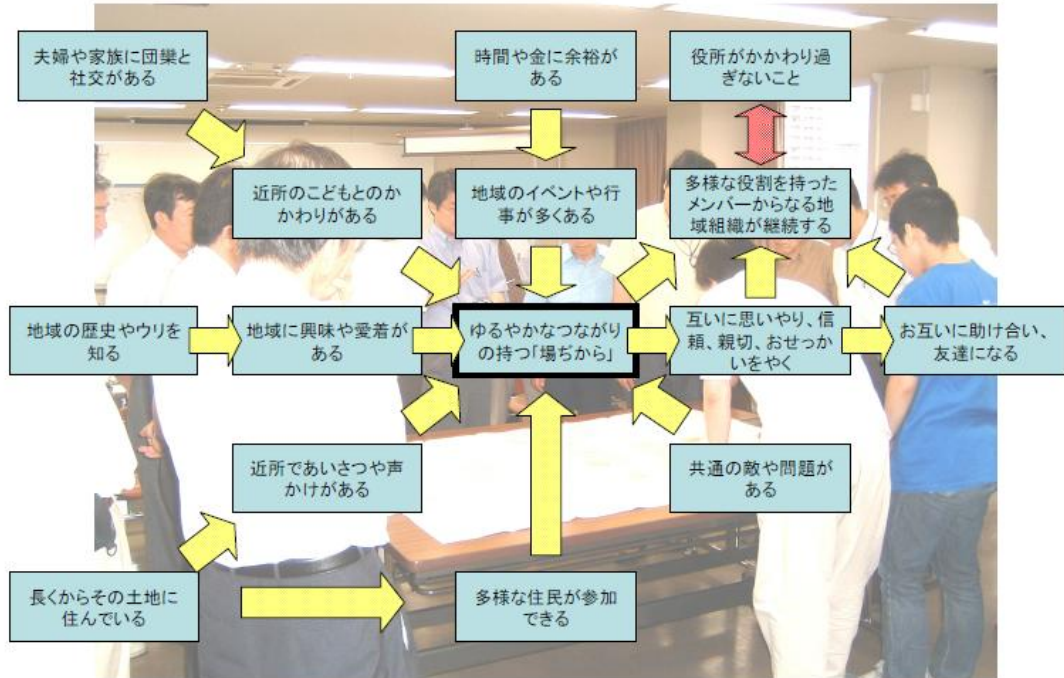 夫婦や家族に団欒と
社交がある
時間や金に余裕が
ある
役所がかかわり過
ぎないこと
近所のこどもとのか
かわりがある
地域のイベントや行
事が多くある
多様な役割を持った
メンバーからなる地
域組織が継続する
地域の歴史やウリを
知る
地域に興味や愛着が
ある
ゆるやかなつながり
の持つ「場ぢから」
互いに思いやり、信
頼、親切、おせっか
いをやく
お互いに助け合い、
友達になる
近所であいさつや声
かけがある
共通の敵や問題が
ある
長くからその土地に
住んでいる
多様な住民が参加
できる